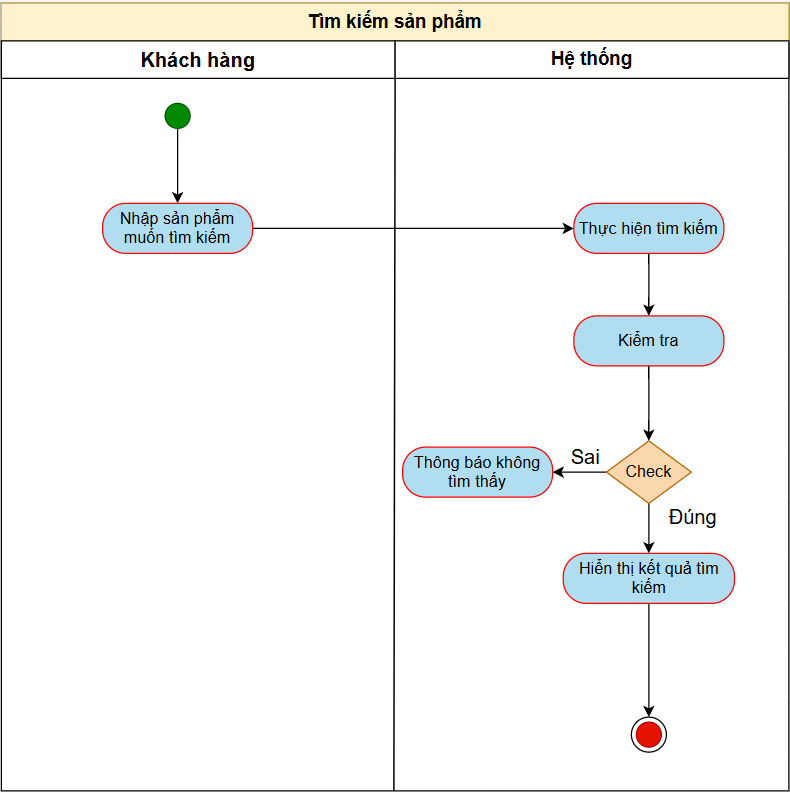 Tìm kiếm sản phẩm
Khách hàng
Hệ thống
Nhập sản phẩm
muốn tìm kiếm
Thực hiện tìm kiếm
Kiểm tra
Check
Sai
Thông báo không
tìm thấy
Đúng
Hiển thị kết quả tìm
kiếm